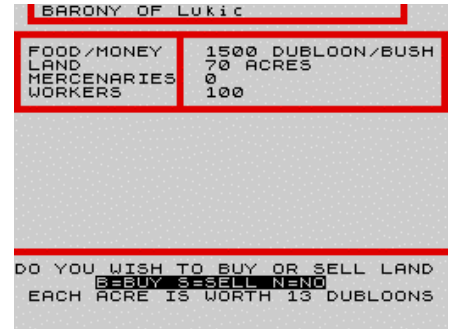 BARONY OF Lukic
FOOD/MONEY 1500 DUBLOON/BUSH
LAND 70 ACRES
MERCENARIES 0
WORKERS 100
DO YOU WISH TO BUY OR SELL LAND
B=BUY S=SELL N=NO
EACH ACRE IS WORTH 13 DUBLOONS